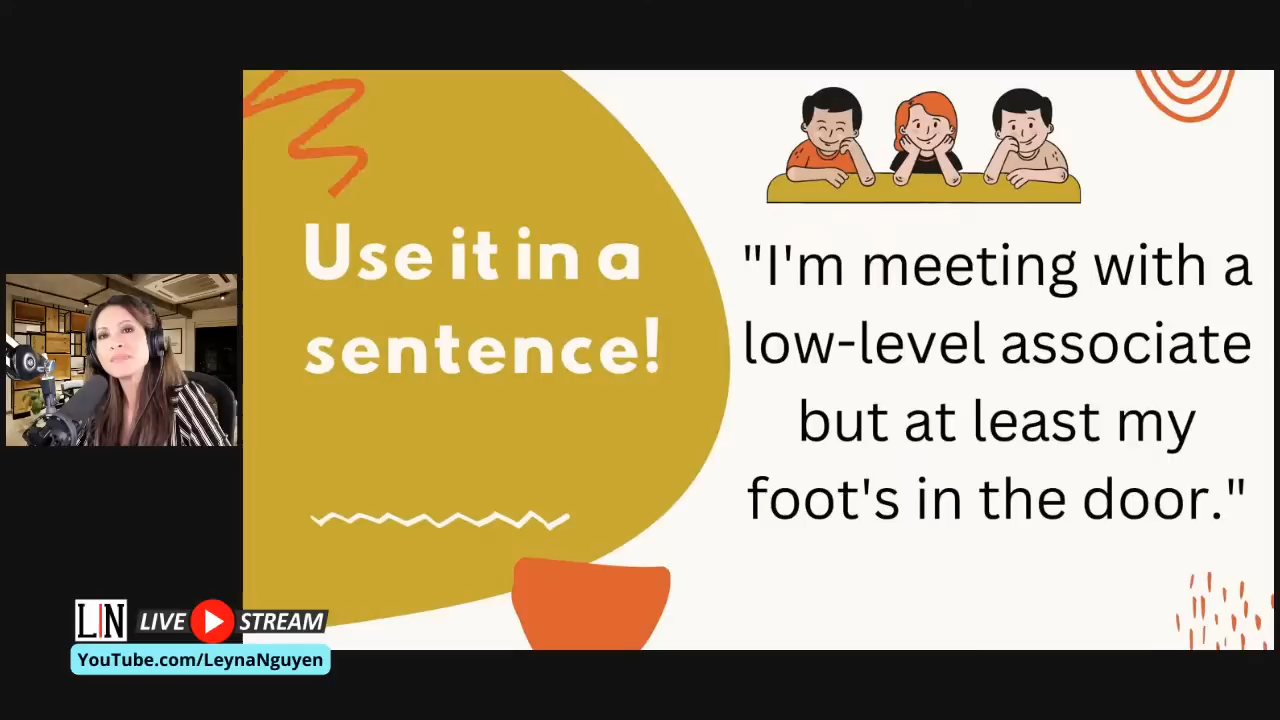 Use it in a
sentence!
"I'm meeting with a
low-level associate
but at least my
foot's in the door."
LN LIVE STREAM
YouTube.com/LeynaNguyen